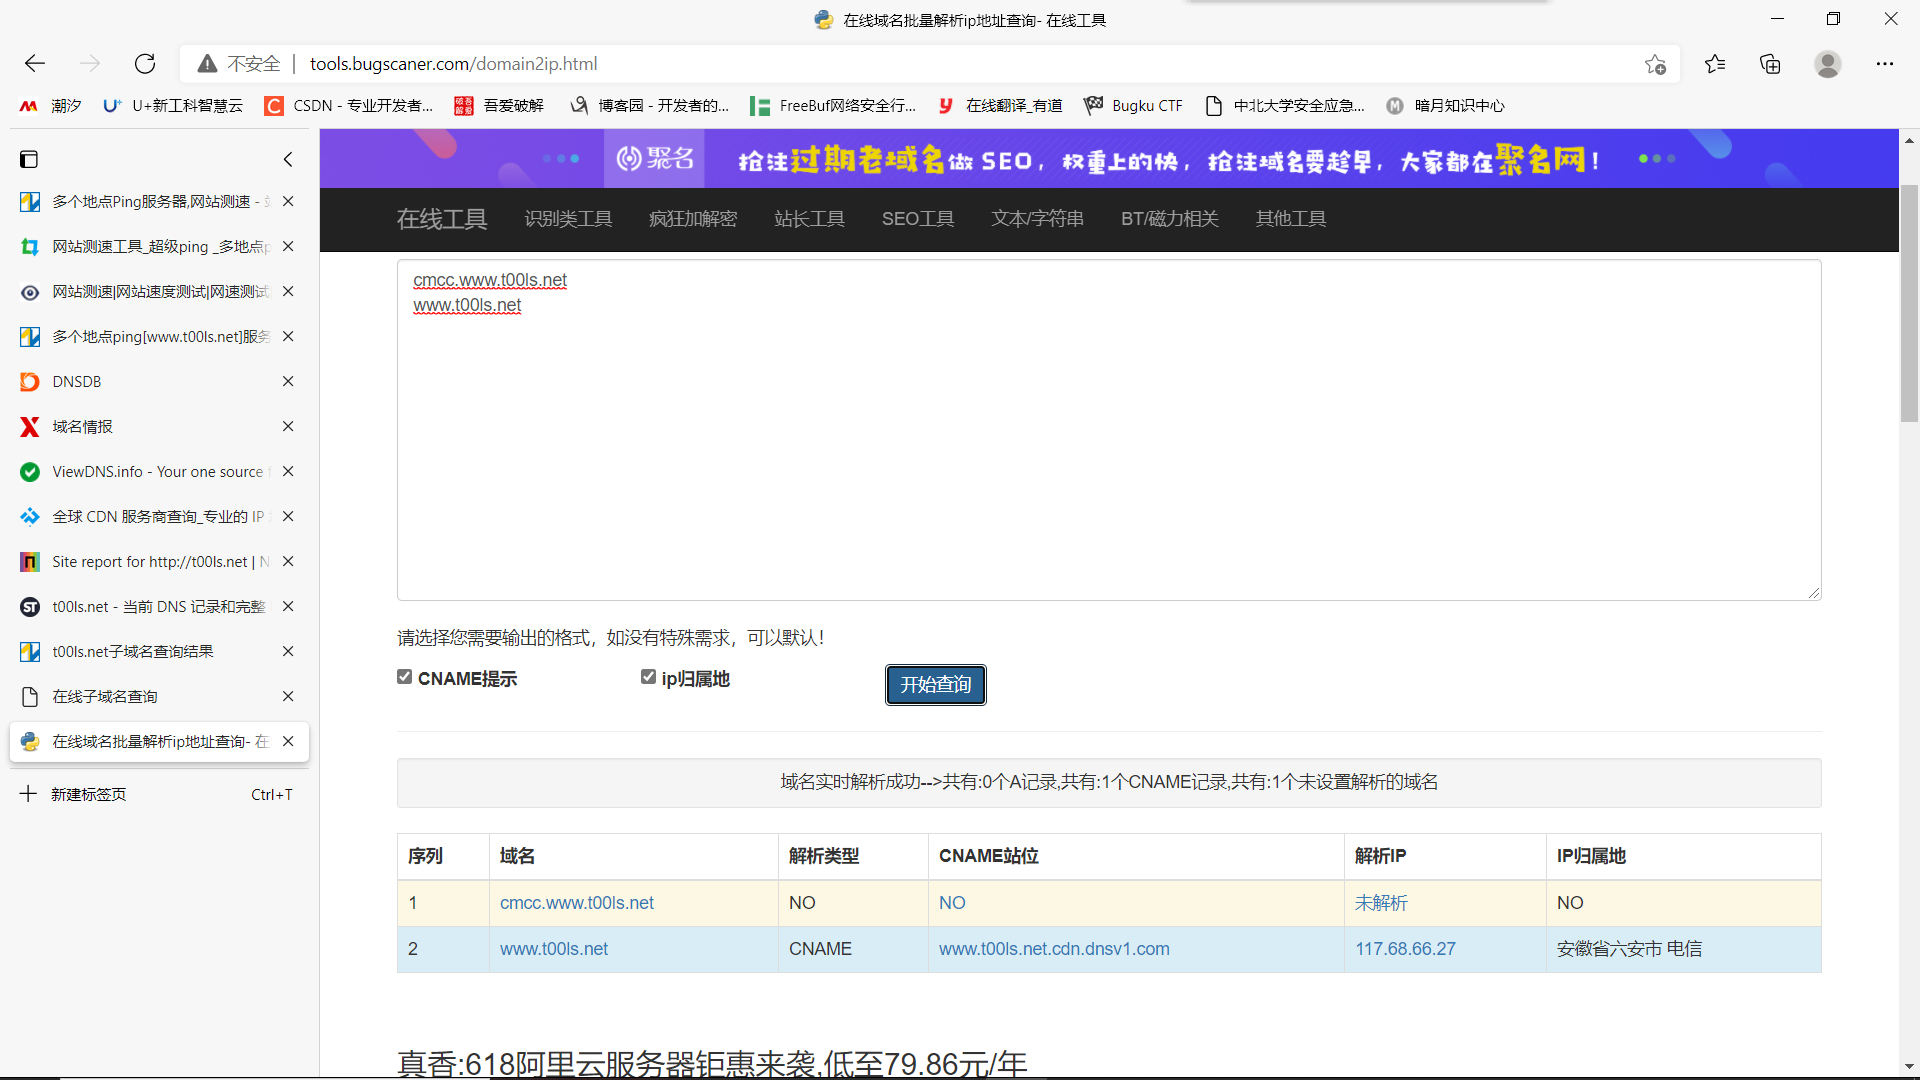 在线域名批量解析ip地址查询- 在线工具
不安全 | tools.bugscaner.com/domain2ip.html
潮汐 U+新工科智慧云 CSDN - 专业开发者... 吾爱破解 博客园 - 开发者的... FreeBuf网络安全行... 在线翻译_有道 Bugku CTF 中北大学安全应急... 暗月知识中心
多个地点Ping服务器,网站测速 -
网站测速工具_超级ping _多地点p
网站测速|网站速度测试|网速测试
多个地点ping[www.t00ls.net]服务
DNSDB
域名情报
ViewDNS.info - Your one source
全球 CDN 服务商查询_专业的 IP
Site report for http://t00ls.net | N
t00ls.net - 当前 DNS 记录和完整
t00ls.net子域名查询结果
在线子域名查询
在线域名批量解析ip地址查询- 在
新建标签页 Ctrl+T
聚名 抢注过期老域名做 SEO，权重上的快，抢注域名要趁早，大家都在聚名网！
在线工具 识别类工具 疯狂加解密 站长工具 SEO工具 文本/字符串 BT/磁力相关 其他工具
cmcc.www.t00ls.net
www.t00ls.net
请选择您需要输出的格式，如没有特殊需求，可以默认！
CNAME提示 ip归属地 开始查询
域名实时解析成功-->共有:0个A记录,共有:1个CNAME记录,共有:1个未设置解析的域名
序列 域名 解析类型 CNAME站位 解析IP IP归属地
1 cmcc.www.t00ls.net NO NO 未解析 NO
2 www.t00ls.net CNAME www.t00ls.net.cdn.dnsv1.com 117.68.66.27 安徽省六安市 电信
真香:618阿里云服务器钜惠来袭,低至79.86元/年